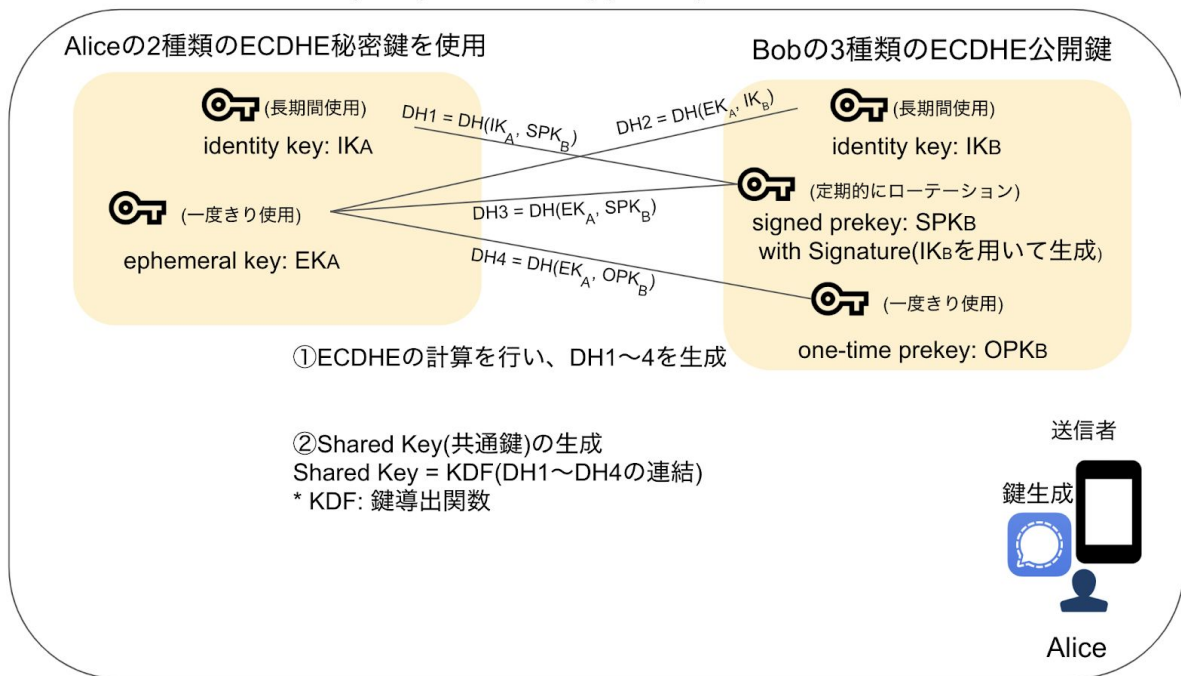 Aliceの2種類のECDHE秘密鍵を使用
(長期間使用)
identity key: IKA
(一度きり使用)
ephemeral key: EKA
DH1 = DH(IKA, SPKB)
DH2 = DH(EKA, IKB)
DH3 = DH(EKA, SPKB)
DH4 = DH(EKA, OPKB)
Bobの3種類のECDHE公開鍵
(長期間使用)
identity key: IKB
(定期的にローテーション)
signed prekey: SPKB
with Signature(IKBを用いて生成)
(一度きり使用)
one-time prekey: OPKB
①ECDHEの計算を行い、DH1〜4を生成
②Shared Key(共通鍵)の生成
Shared Key = KDF(DH1〜DH4の連結)
* KDF: 鍵導出関数
送信者
鍵生成
Alice